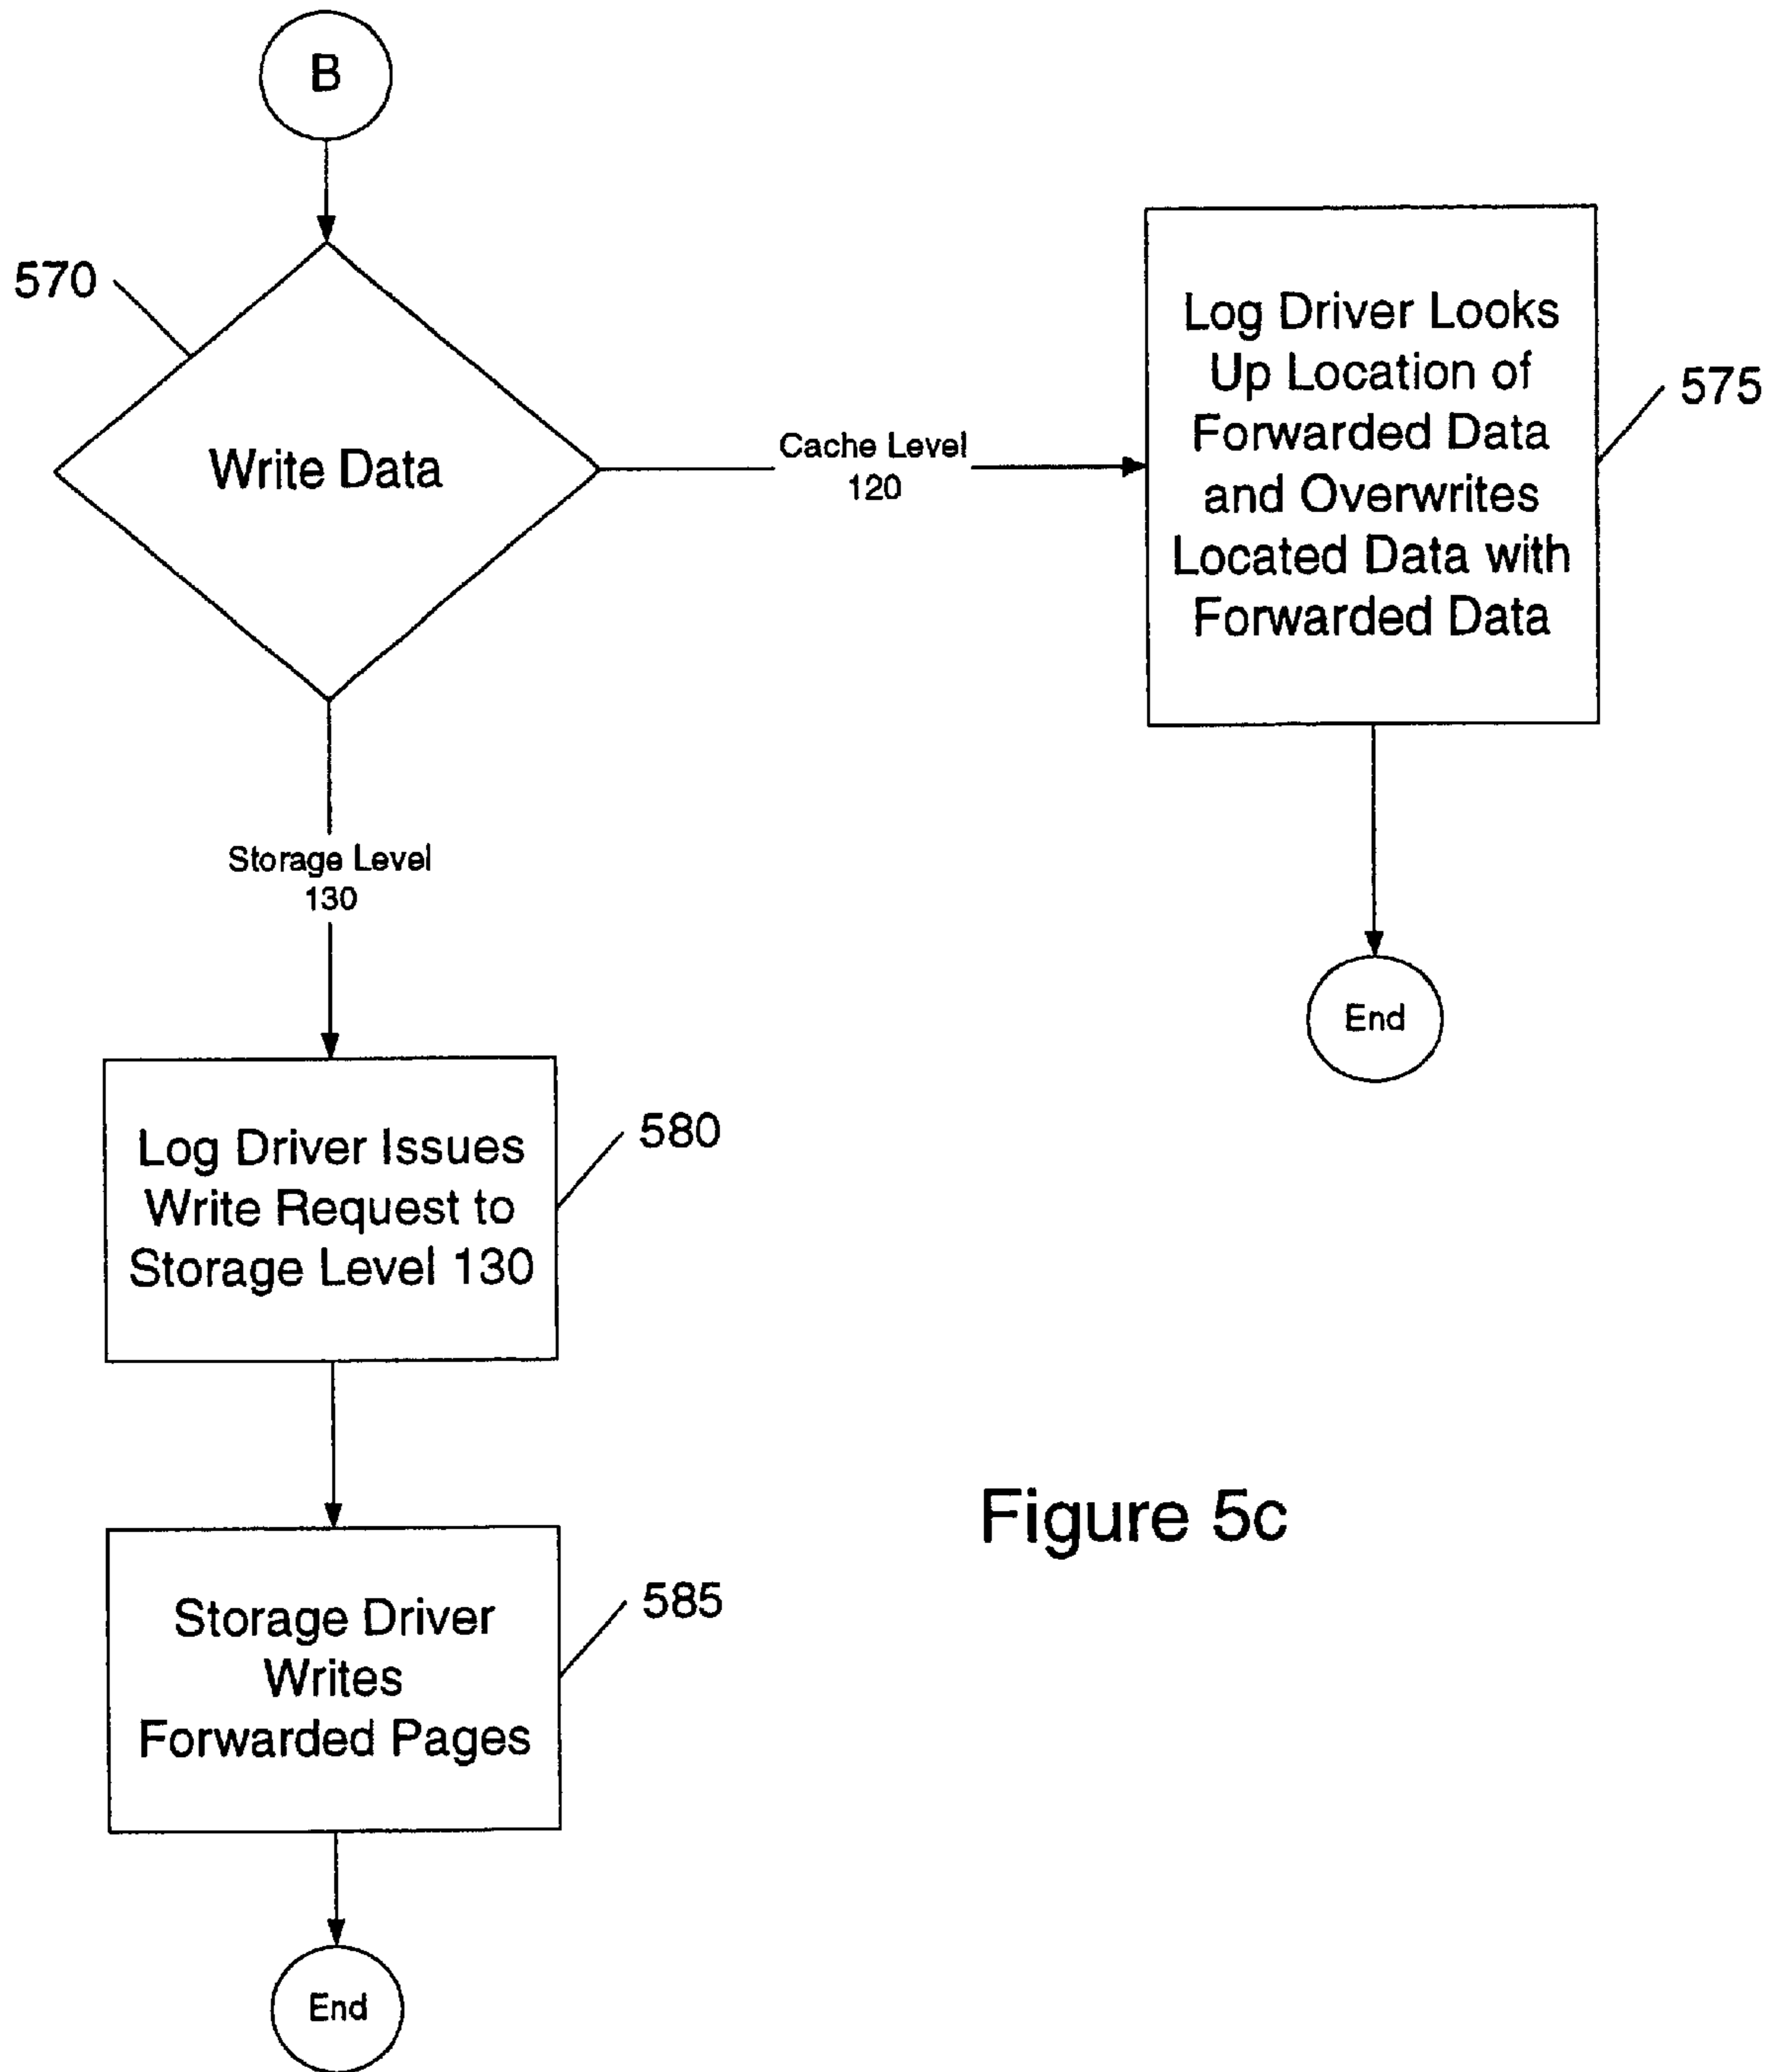 B
570
Write Data
Cache Level
120
Log Driver Looks
Up Location of
Forwarded Data
and Overwrites
Located Data with
Forwarded Data
575
End
Storage Level
130
Log Driver Issues
Write Request to
Storage Level 130
580
Storage Driver
Writes
Forwarded Pages
585
End
Figure 5c